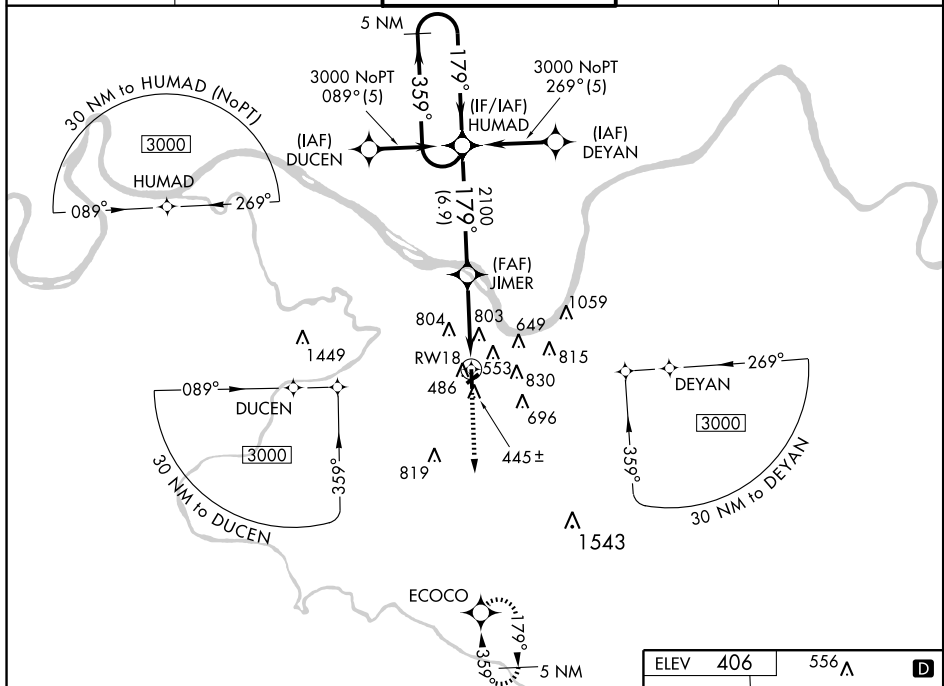 5 NM
179°
359°
3000 NoPT
089° (5)
3000 NoPT
269° (5)
(IF/IAF)
HUMAD
(IAF)
DUCEN
(IAF)
DEYAN
30 NM to HUMAD (NoPT)
3000
HUMAD
089°
269°
2100
179°
(6.9)
(FAF)
JIMER
1059
804
803
649
1449
RW18
553
815
486
830
696
445±
819
089°
DUCEN
3000
359°
30 NM to DUCEN
269°
DEYAN
3000
359°
30 NM to DEYAN
1543
ECOCO
179°
359°
5 NM
ELEV 406
556
D